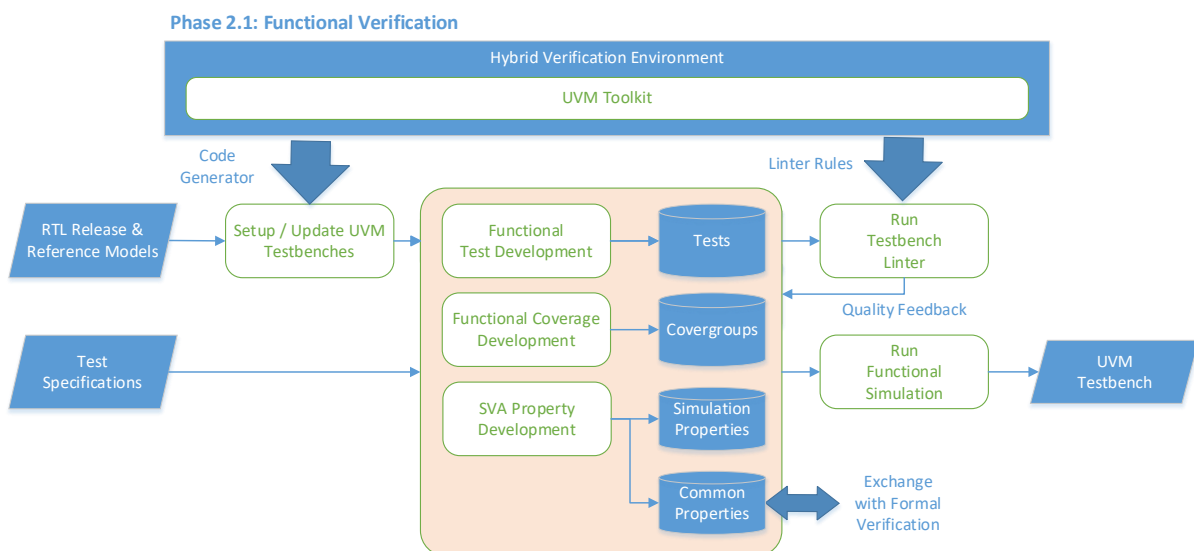 Phase 2.1: Functional Verification
Hybrid Verification Environment
UVM Toolkit
Code
Generator
Linter Rules
RTL Release &
Reference Models
Setup / Update UVM
Testbenches
Functional
Test Development
Tests
Run
Testbench
Linter
Quality Feedback
Functional Coverage
Development
Covergroups
Test
Specifications
Run
Functional
Simulation
UVM
Testbench
SVA Property
Development
Simulation
Properties
Common
Properties
Exchange
with Formal
Verification